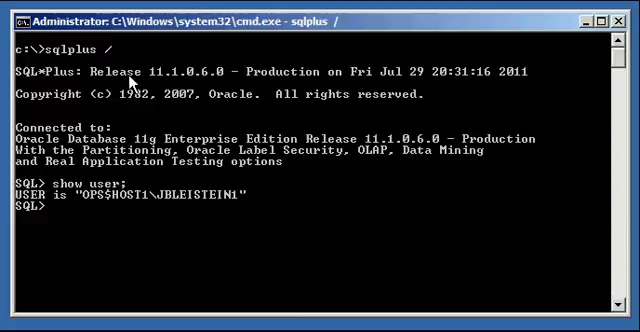 Administrator: C:\Windows\system32\cmd.exe - sqlplus /
c:\>sqlplus /
SQL*Plus: Release 11.1.0.6.0 - Production on Fri Jul 29 20:31:16 2011
Copyright (c) 1982, 2007, Oracle. All rights reserved.
Connected to:
Oracle Database 11g Enterprise Edition Release 11.1.0.6.0 - Production
With the Partitioning, Oracle Label Security, OLAP, Data Mining
and Real Application Testing options
SQL> show user;
USER is "OPS$HOST1\JBLEISTEIN1"
SQL>